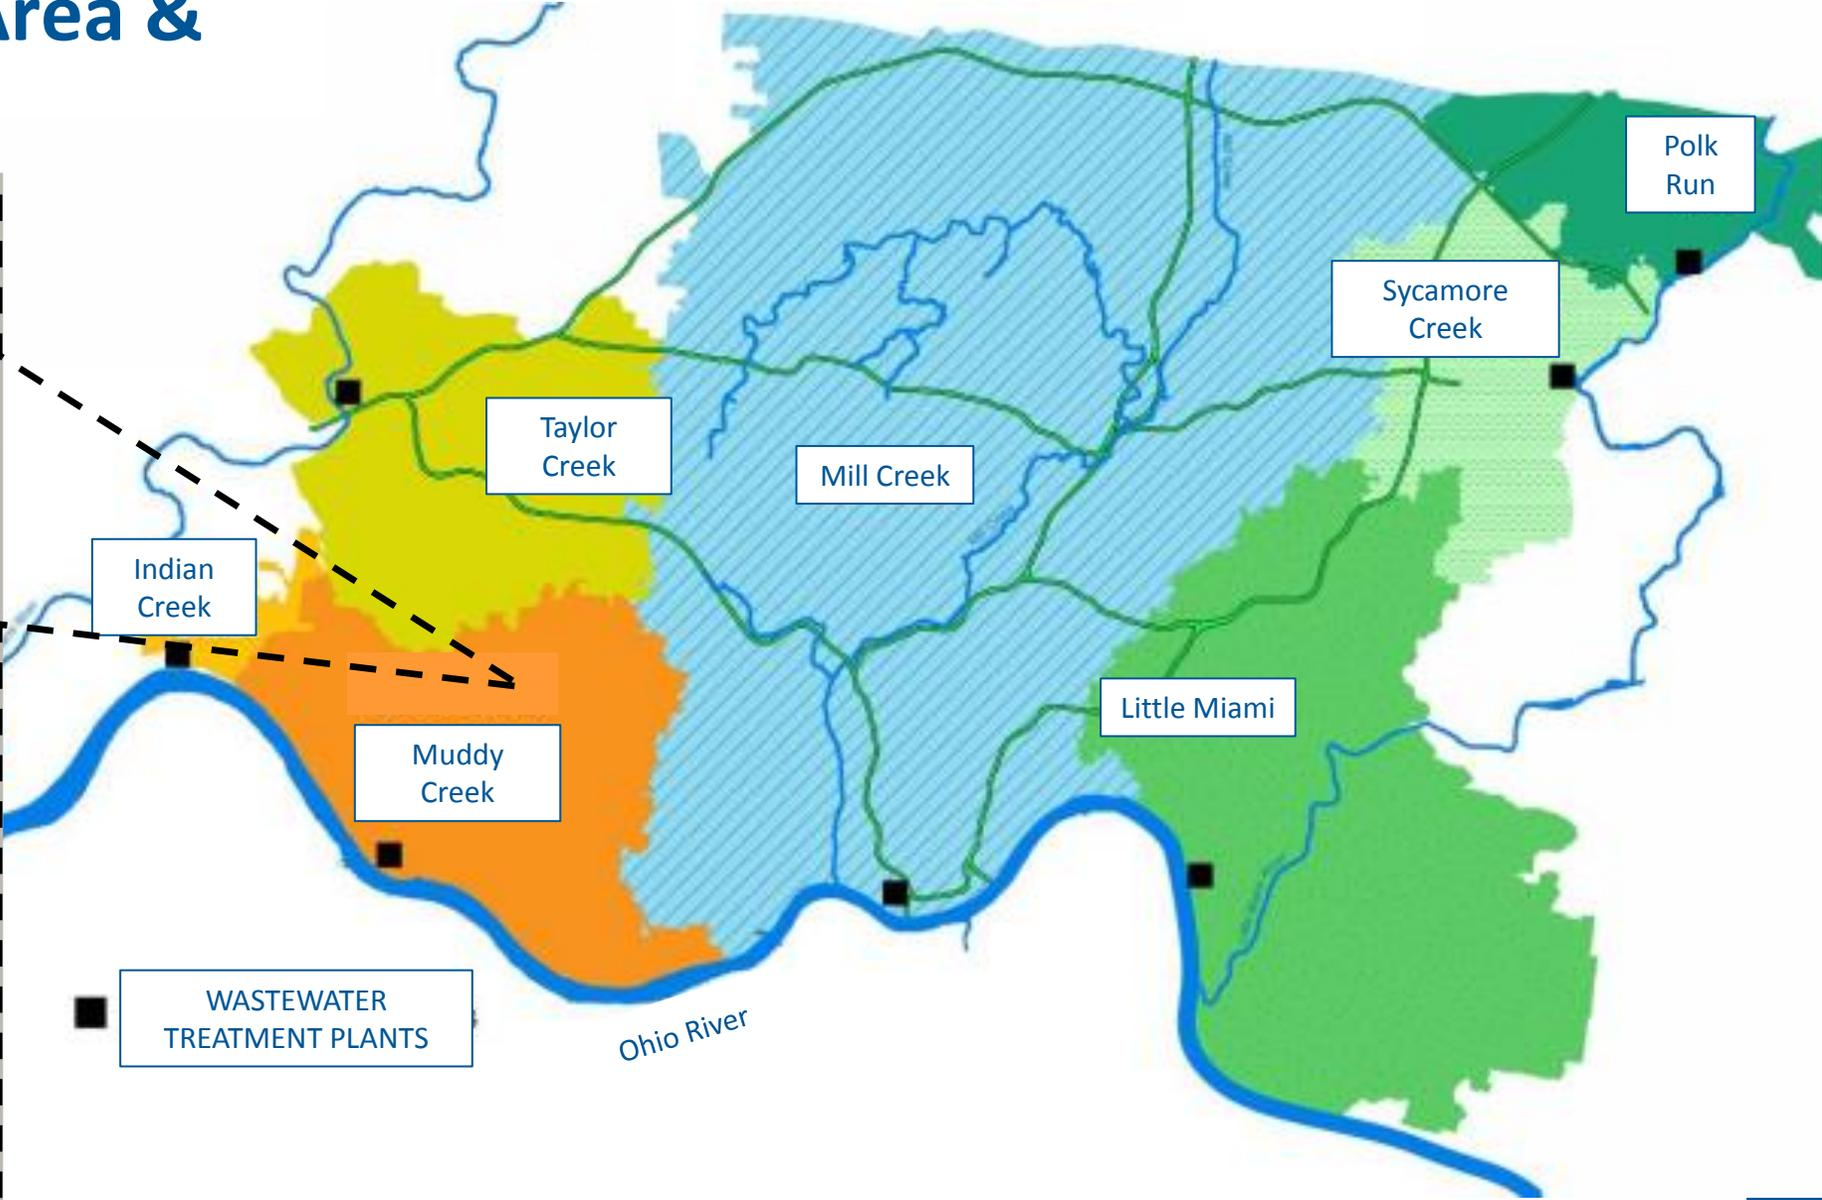 Area &
Polk
Run
Sycamore
Creek
Taylor
Creek
Mill Creek
Indian
Creek
Little Miami
Muddy
Creek
WASTEWATER
TREATMENT PLANTS
Ohio River